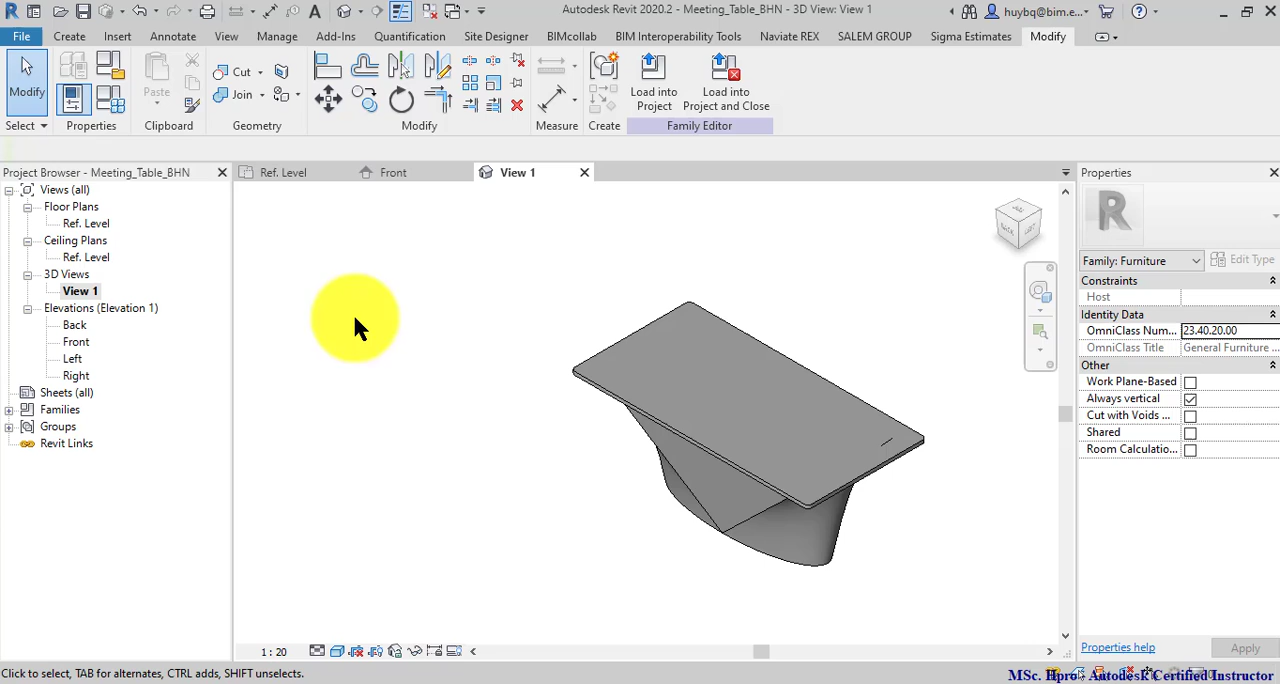 Autodesk Revit 2020.2 - Meeting_Table_BHN - 3D View: View 1
huybq@bim.e...
File Create Insert Annotate View Manage Add-Ins Quantification Site Designer BIMcollab BIM Interoperability Tools Naviate REX SALEM GROUP Sigma Estimates Modify
Modify
Paste
Cut
Join
Load into Project
Load into Project and Close
Select Properties Clipboard Geometry Modify Measure Create Family Editor
Project Browser - Meeting_Table_BHN
Views (all)
Floor Plans
Ref. Level
Ceiling Plans
Ref. Level
3D Views
View 1
Elevations (Elevation 1)
Back
Front
Left
Right
Sheets (all)
Families
Groups
Revit Links
Ref. Level Front View 1
BACK LEFT
Properties
R
Family: Furniture Edit Type
Constraints
Host
Identity Data
OmniClass Num... 23.40.20.00
OmniClass Title General Furniture ...
Other
Work Plane-Based
Always vertical
Cut with Voids ...
Shared
Room Calculatio...
Properties help Apply
1 : 20
Click to select, TAB for alternates, CTRL adds, SHIFT unselects.
MSc. Hpro - Autodesk Certified Instructor